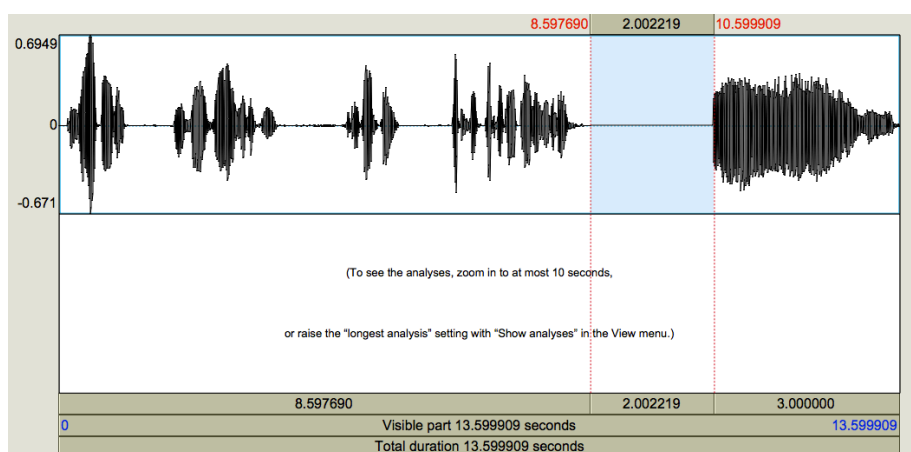 8.597690 2.002219 10.599909
0.6949
0
-0.671
(To see the analyses, zoom in to at most 10 seconds,
or raise the “longest analysis” setting with “Show analyses” in the View menu.)
8.597690 2.002219 3.000000
0 Visible part 13.599909 seconds 13.599909
Total duration 13.599909 seconds